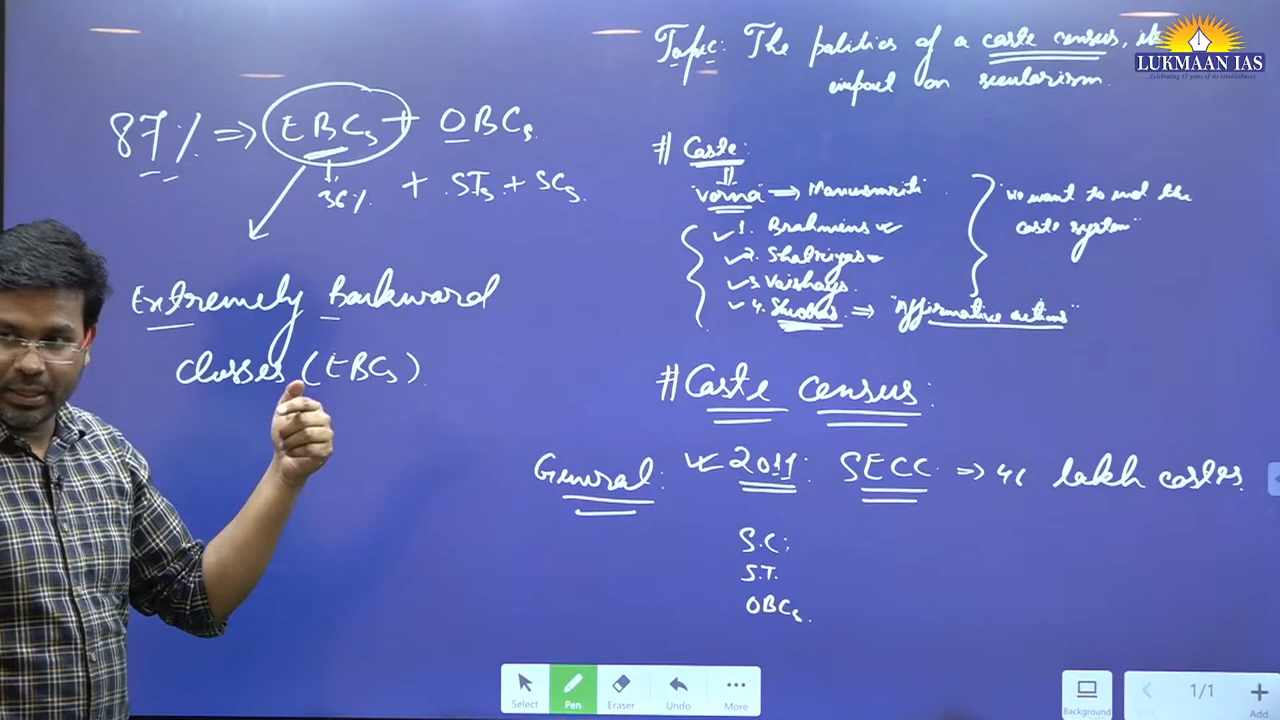 Topic: The politics of a caste census, its
impact on secularism.
LUKMAAN IAS
87% => EBCs + OBCs
36% + STs + SCs.
Extremely Backward
Classes (EBCs).
# Caste:
"Varna" => Manusmriti
1. Brahmins
2. Shatriyas
3. Vaishays.
4. Shudras => "Affirmative actions"
"We want to end the
caste system"
# Caste census:
General: 2011: SECC => 46 lakh castes.
S.C:
S.T.
OBCs.
Select
Pen
Eraser
Undo
More
Background
1/1
Add